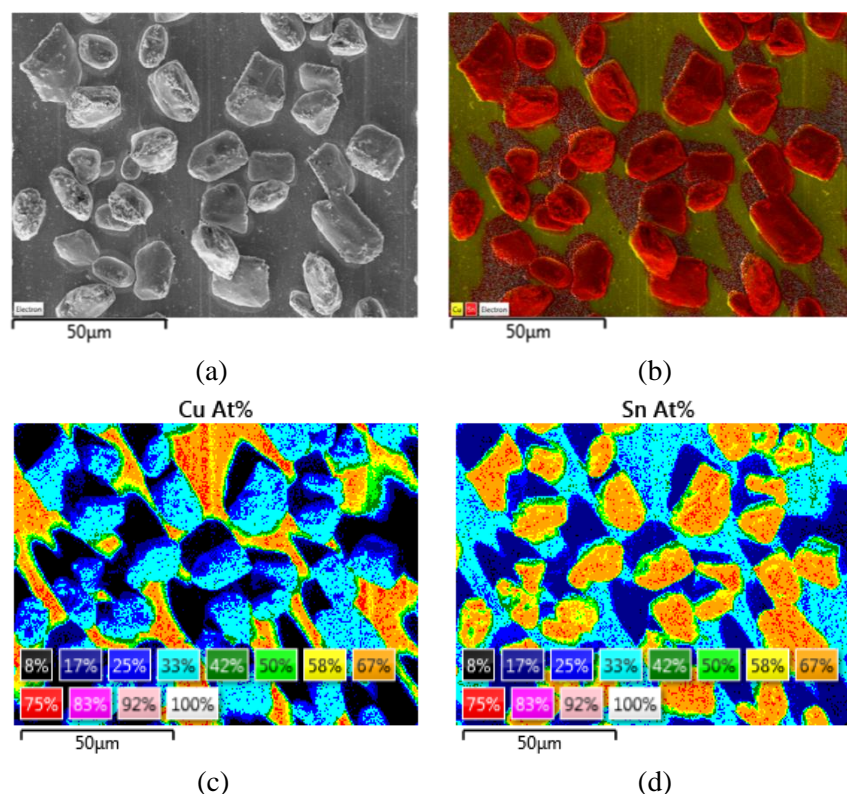 Electron
50µm
(a)
Cu Sn Electron
50µm
(b)
Cu At%
8% 17% 25% 33% 42% 50% 58% 67%
75% 83% 92% 100%
50µm
(c)
Sn At%
8% 17% 25% 33% 42% 50% 58% 67%
75% 83% 92% 100%
50µm
(d)